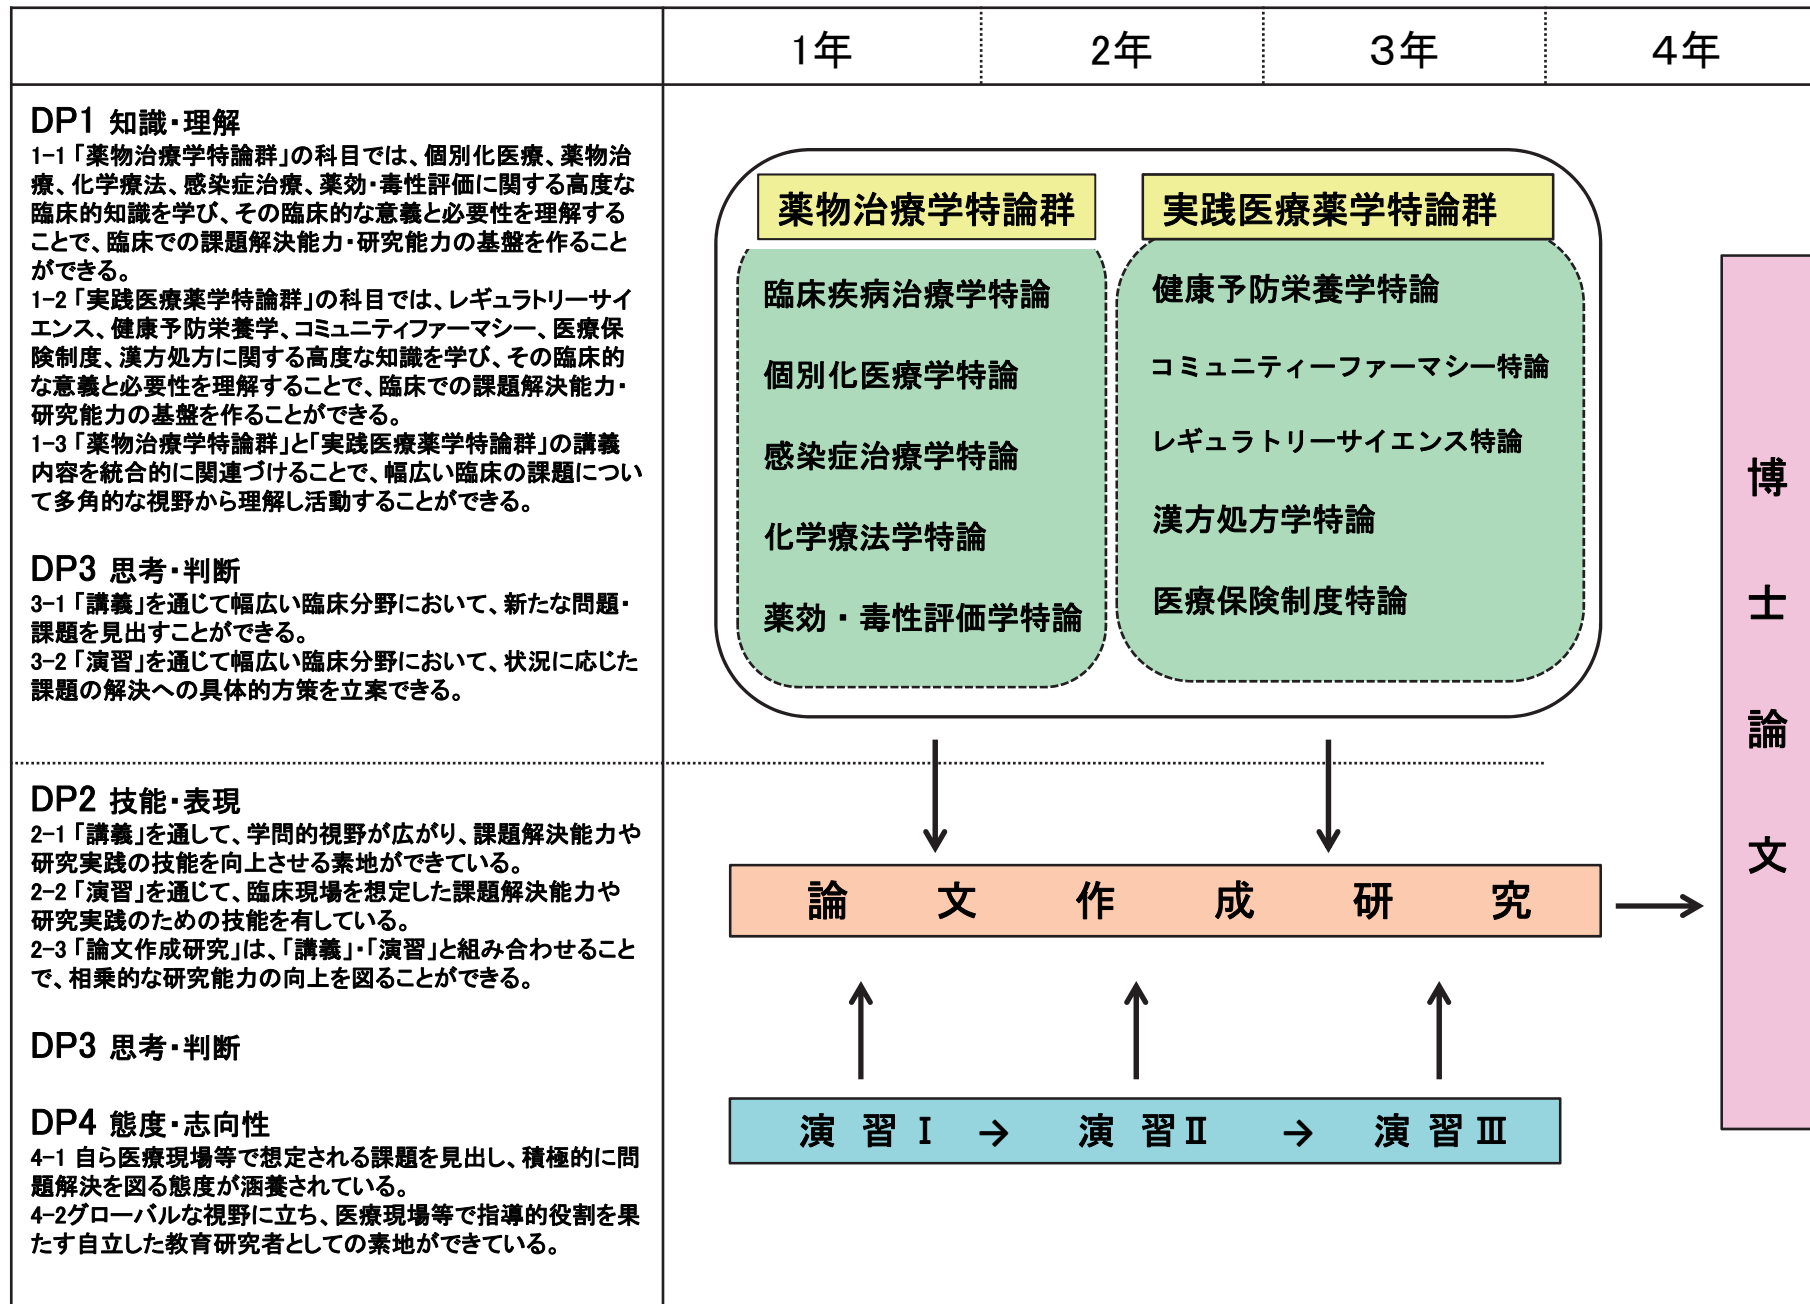 1年 2年 3年 4年
DP1 知識・理解
1-1 「薬物治療学特論群」の科目では、個別化医療、薬物治
療、化学療法、感染症治療、薬効・毒性評価に関する高度な
臨床的知識を学び、その臨床的な意義と必要性を理解する
ことで、臨床での課題解決能力・研究能力の基盤を作ること
ができる。
1-2 「実践医療薬学特論群」の科目では、レギュラトリーサイ
エンス、健康予防栄養学、コミュニティファーマシー、医療保
険制度、漢方処方に関する高度な知識を学び、その臨床的
な意義と必要性を理解することで、臨床での課題解決能力・
研究能力の基盤を作ることができる。
1-3 「薬物治療学特論群」と「実践医療薬学特論群」の講義
内容を統合的に関連づけることで、幅広い臨床の課題につい
て多角的な視野から理解し活動することができる。
DP3 思考・判断
3-1 「講義」を通じて幅広い臨床分野において、新たな問題・
課題を見出すことができる。
3-2 「演習」を通じて幅広い臨床分野において、状況に応じた
課題の解決への具体的方策を立案できる。
薬物治療学特論群
臨床疾病治療学特論
個別化医療学特論
感染症治療学特論
化学療法学特論
薬効・毒性評価学特論
実践医療薬学特論群
健康予防栄養学特論
コミュニティーファーマシー特論
レギュラトリーサイエンス特論
漢方処方学特論
医療保険制度特論
DP2 技能・表現
2-1 「講義」を通して、学問的視野が広がり、課題解決能力や
研究実践の技能を向上させる素地ができている。
2-2 「演習」を通じて、臨床現場を想定した課題解決能力や
研究実践のための技能を有している。
2-3 「論文作成研究」は、「講義」・「演習」と組み合わせること
で、相乗的な研究能力の向上を図ることができる。
DP3 思考・判断
DP4 態度・志向性
4-1 自ら医療現場等で想定される課題を見出し、積極的に問
題解決を図る態度が涵養されている。
4-2グローバルな視野に立ち、医療現場等で指導的役割を果
たす自立した教育研究者としての素地ができている。
論文作成研究
演習Ⅰ → 演習Ⅱ → 演習Ⅲ
博士論文